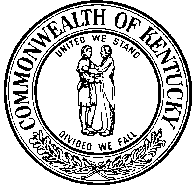 COMMONWEALTH OF KENTUCKY
UNITED WE STAND
DIVIDED WE FALL